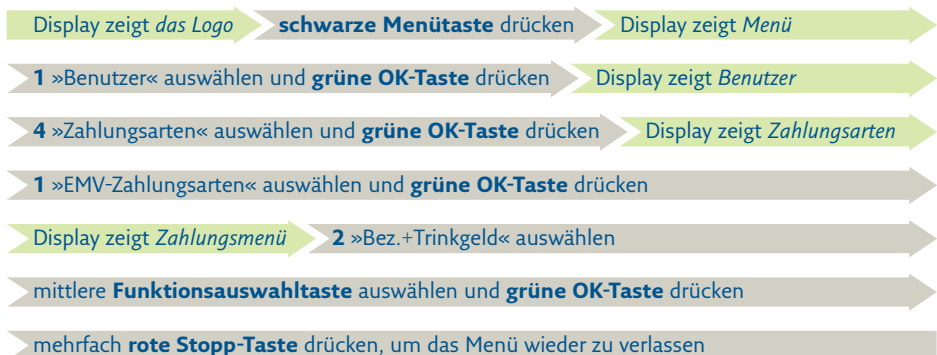 Display zeigt das Logo schwarze Menütaste drücken Display zeigt Menü
1 »Benutzer« auswählen und grüne OK-Taste drücken Display zeigt Benutzer
4 »Zahlungsarten« auswählen und grüne OK-Taste drücken Display zeigt Zahlungsarten
1 »EMV-Zahlungsarten« auswählen und grüne OK-Taste drücken
Display zeigt Zahlungsmenü 2 »Bez.+Trinkgeld« auswählen
mittlere Funktionsauswahltaste auswählen und grüne OK-Taste drücken
mehrfach rote Stopp-Taste drücken, um das Menü wieder zu verlassen